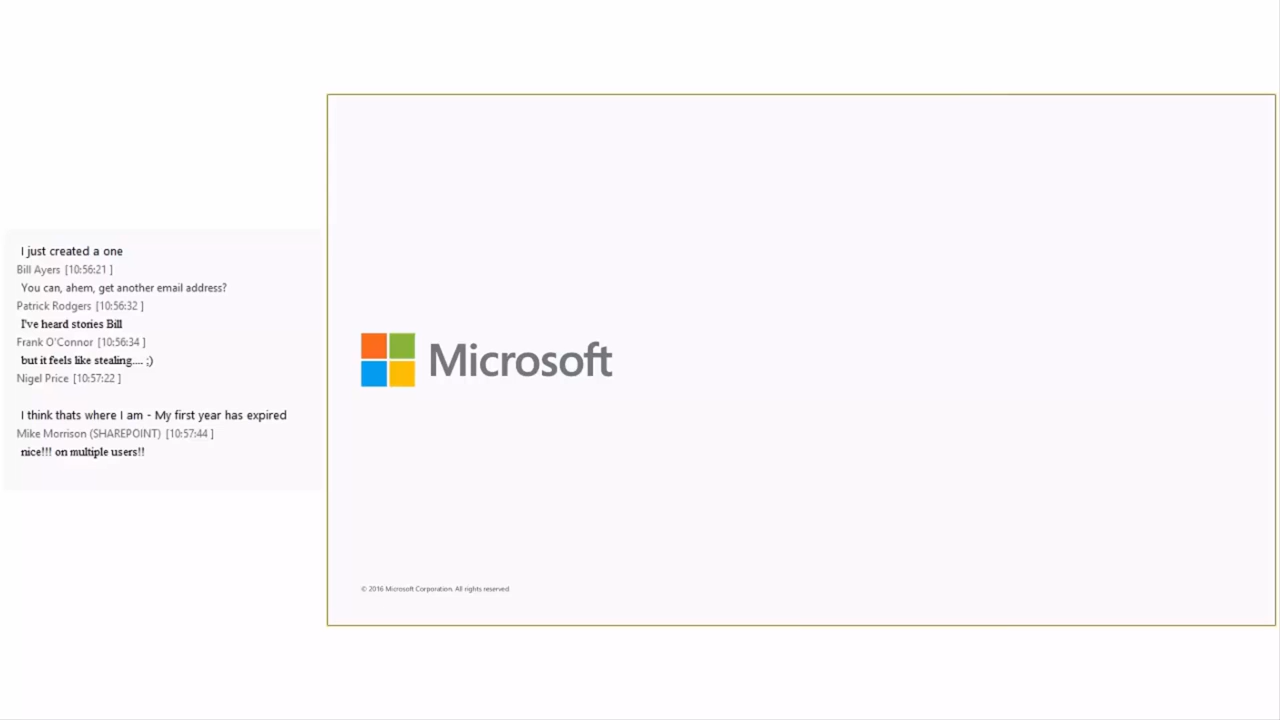 I just created a one
Bill Ayers [10:56:21 ]
You can, ahem, get another email address?
Patrick Rodgers [10:56:32 ]
I've heard stories Bill
Frank O'Connor [10:56:34 ]
but it feels like stealing.... ;)
Nigel Price [10:57:22 ]
I think thats where I am - My first year has expired
Mike Morrison (SHAREPOINT) [10:57:44 ]
nice!!! on multiple users!!
Microsoft
© 2016 Microsoft Corporation. All rights reserved